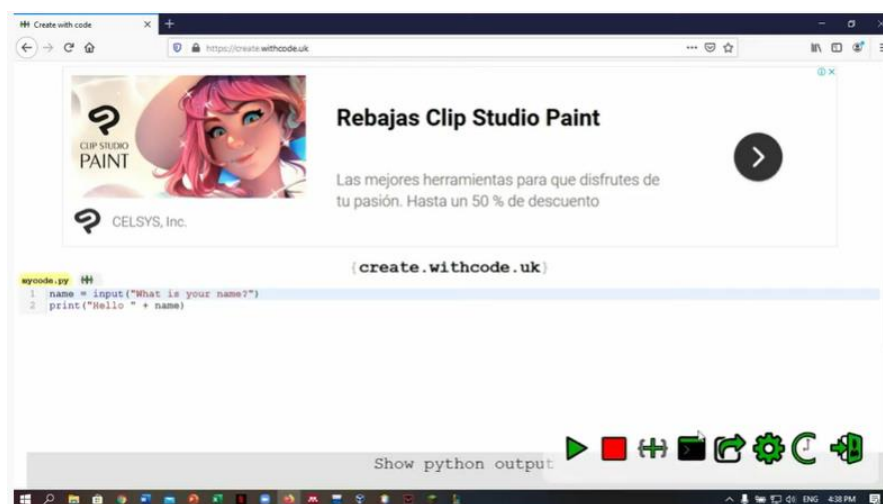 Create with code
https://create.withcode.uk
CLIP STUDIO
PAINT
CELSYS, Inc.
Rebajas Clip Studio Paint
Las mejores herramientas para que disfrutes de
tu pasión. Hasta un 50 % de descuento
{create.withcode.uk}
mycode.py
1 name = input("What is your name?")
2 print("Hello " + name)
Show python output
ENG 4:38 PM